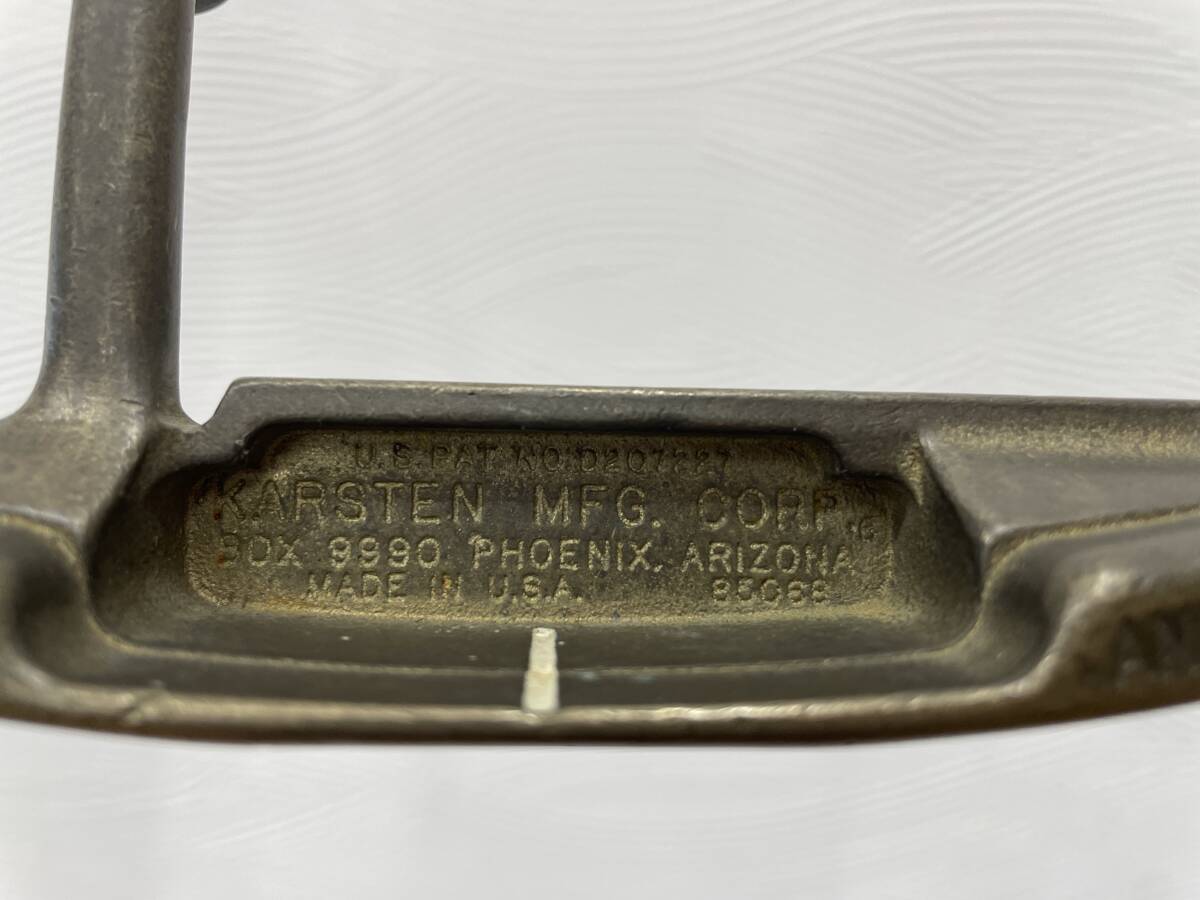 U.S. PAT. NO. D207227
KARSTEN MFG. CORP.
BOX 9990 PHOENIX, ARIZONA
MADE IN U.S.A. 85068